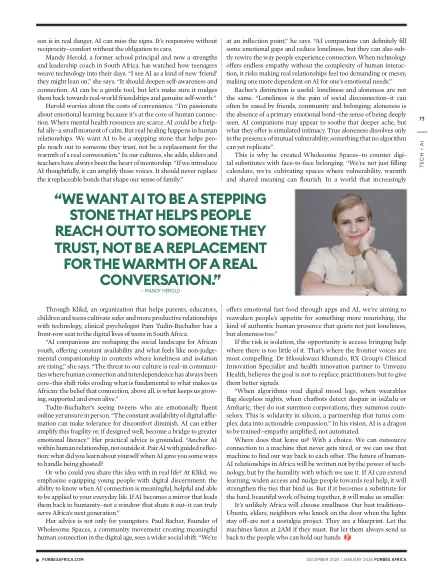 son is in real danger, AI can miss the signs. It's responsive without
reciprocity–comfort without the obligation to care.
Mandy Herold, a former school principal and now a strengths
and leadership coach in South Africa, has watched how teenagers
weave technology into their days. "I see AI as a kind of new 'friend'
they might lean on," she says. "It should deepen self-awareness and
connection. AI can be a gentle tool, but let's make sure it nudges
them back towards real-world friendships and genuine self-worth."
Herold worries about the costs of convenience. "I'm passionate
about emotional learning because it's at the core of human connec-
tion. Where mental health resources are scarce, AI could be a help-
ful ally–a small moment of calm. But real healing happens in human
relationships. We want AI to be a stepping stone that helps peo-
ple reach out to someone they trust, not be a replacement for the
warmth of a real conversation." In our cultures, she adds, elders and
teachers have always been the heart of mentorship. "If we introduce
AI thoughtfully, it can amplify those voices. It should never replace
the irreplaceable bonds that shape our sense of family."
at an inflection point," he says. "AI companions can definitely fill
some emotional gaps and reduce loneliness, but they can also sub-
tly rewire the way people experience connection. When technology
offers endless empathy without the complexity of human interac-
tion, it risks making real relationships feel too demanding or messy,
making one more dependent on AI for one's emotional needs."
Bacher's distinction is useful: loneliness and aloneness are not
the same. "Loneliness is the pain of social disconnection–it can
often be eased by friends, community and belonging; aloneness is
the absence of a primary emotional bond–the sense of being deeply
seen. AI companions may appear to soothe that deeper ache, but
what they offer is simulated intimacy. True aloneness dissolves only
in the presence of mutual vulnerability, something that no algorithm
can yet replicate".
This is why he created Wholesome Spaces–to counter digi-
tal substitutes with face-to-face belonging. "We're not just filling
calendars, we're cultivating spaces where vulnerability, warmth
and shared meaning can flourish. In a world that increasingly
73
TECH + AI
"WE WANT AI TO BE A STEPPING
STONE THAT HELPS PEOPLE
REACH OUT TO SOMEONE THEY
TRUST, NOT BE A REPLACEMENT
FOR THE WARMTH OF A REAL
CONVERSATION."
– MANDY HEROLD
Through Klikd, an organization that helps parents, educators,
children and teens cultivate safer and more productive relationships
with technology, clinical psychologist Pam Tudin-Buchalter has a
front-row seat to the digital lives of teens in South Africa.
"AI companions are reshaping the social landscape for African
youth, offering constant availability and what feels like non-judge-
mental companionship in contexts where loneliness and isolation
are rising," she says. "The threat to our culture is real–in communi-
ties where human connection and interdependence has always been
core–this shift risks eroding what is fundamental to what makes us
African: the belief that connection, above all, is what keeps us grow-
ing, supported and even alive."
Tudin-Buchalter's seeing tweens who are emotionally fluent
online yet unsure in person. "The constant availability of digital affir-
mation can make tolerance for discomfort diminish. AI can either
amplify this fragility or, if designed well, become a bridge to greater
emotional literacy." Her practical guidance is grounded. "Anchor AI
within human relationship, not outside it. Pair AI with guided reflec-
tion: what did you learn about yourself when AI gave you some ways
to handle being ghosted?
Or who could you share this idea with in real life? At Klikd, we
emphasize equipping young people with digital discernment: the
ability to know when AI connection is meaningful, helpful and able
to be applied to your everyday life. If AI becomes a mirror that leads
them back to humanity–not a window that shuts it out–it can truly
serve Africa's next generation."
Her advice is not only for youngsters. Paul Bacher, Founder of
Wholesome Spaces, a community movement creating meaningful
human connection in the digital age, sees a wider social shift. "We're
offers emotional fast food through apps and AI, we're aiming to
reawaken people's appetite for something more nourishing, the
kind of authentic human presence that quiets not just loneliness,
but aloneness too."
If the risk is isolation, the opportunity is access: bringing help
where there is too little of it. That's where the frontier voices are
most compelling. Dr Hlosukwazi Khumalo, RX Group's Clinical
Innovation Specialist and health innovation partner to Umvuzo
Health, believes the goal is not to replace practitioners but to give
them better signals.
"When algorithms read digital mood logs, when wearables
flag sleepless nights, when chatbots detect despair in isiZulu or
Amharic, they do not summon corporations, they summon coun-
selors. This is solidarity in silicon, a partnership that turns com-
plex data into actionable compassion." In his vision, AI is a dragon
to be trained–empathy amplified, not automated.
Where does that leave us? With a choice. We can outsource
connection to a machine that never gets tired, or we can use that
machine to find our way back to each other. The future of human-
AI relationships in Africa will be written not by the power of tech-
nology, but by the humility with which we use it. If AI can extend
learning, widen access and nudge people towards real help, it will
strengthen the ties that bind us. But if it becomes a substitute for
the hard, beautiful work of being together, it will make us smaller.
It's unlikely Africa will choose smallness. Our best traditions–
Ubuntu, elders, neighbors who knock on the door when the lights
stay off–are not a nostalgia project. They are a blueprint. Let the
machines listen at 2AM if they must. But let them always send us
back to the people who can hold our hands. F
FORBESAFRICA.COM
DECEMBER 2025 | JANUARY 2026 FORBES AFRICA